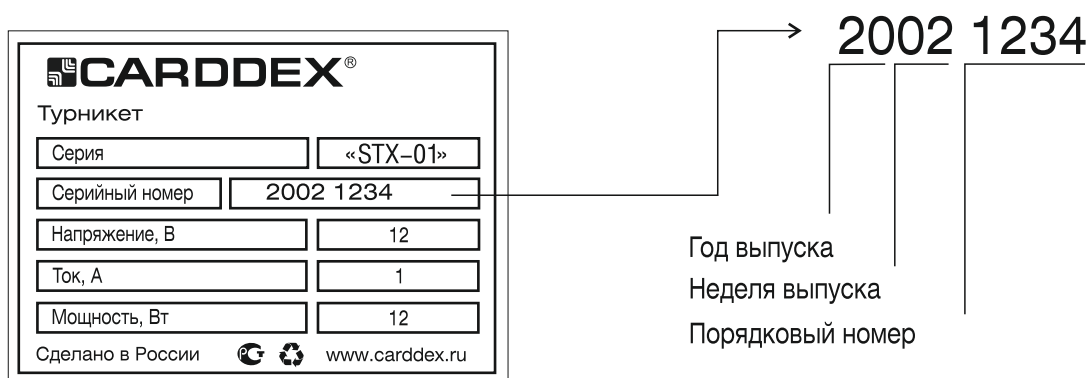 CARDDEX®
Турникет
Серия «STX-01»
Серийный номер 2002 1234
Напряжение, В 12
Ток, А 1
Мощность, Вт 12
Сделано в России РСТ www.carddex.ru
2002 1234
Год выпуска
Неделя выпуска
Порядковый номер